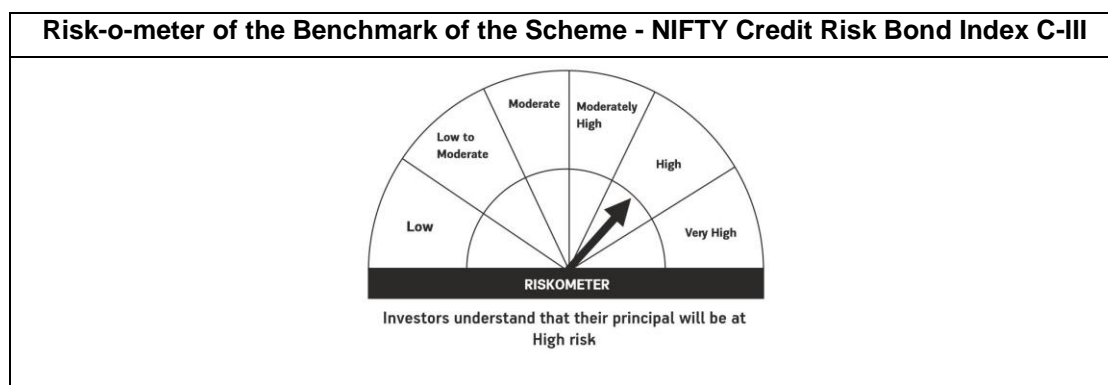 Risk-o-meter of the Benchmark of the Scheme - NIFTY Credit Risk Bond Index C-III
Moderate
Moderately
High
Low to
Moderate
High
Low
Very High
RISKOMETER
Investors understand that their principal will be at
High risk